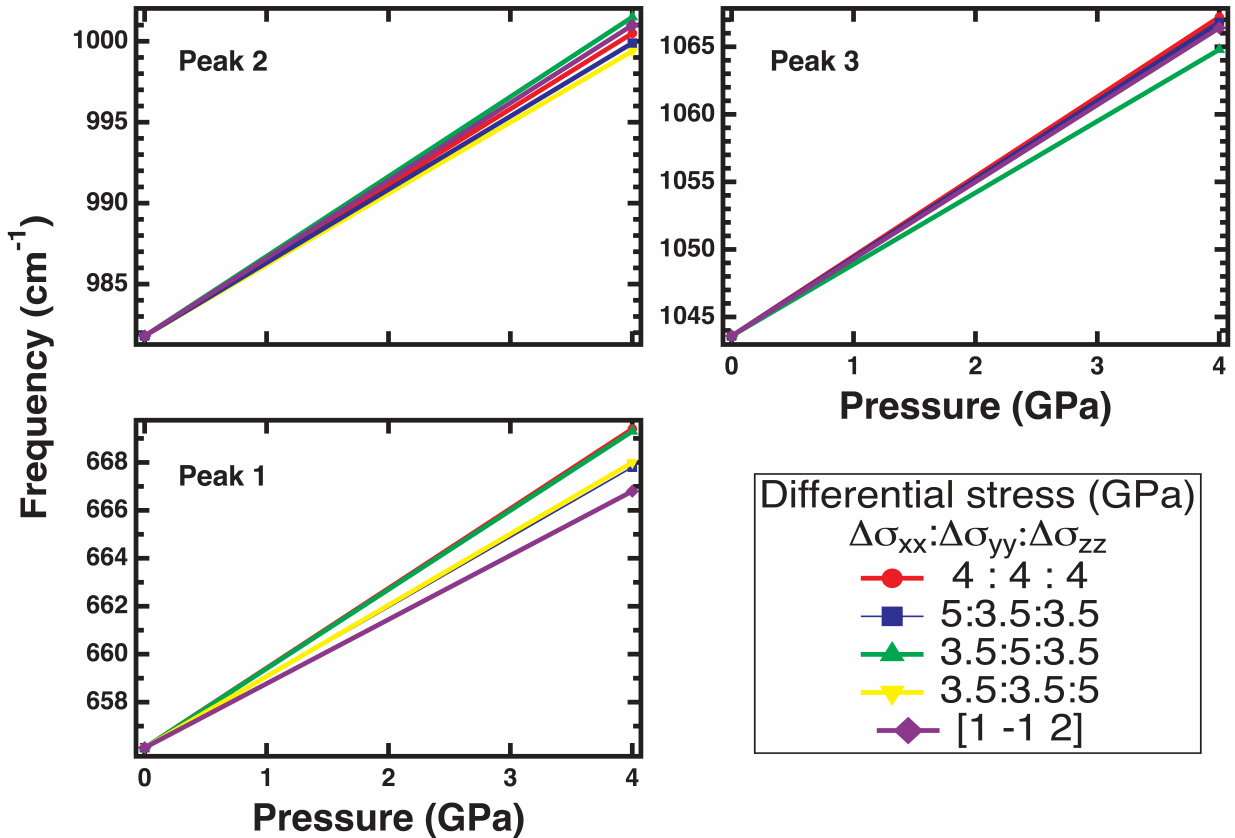 Frequency (cm-1)
Peak 2
1000
995
990
985
Peak 3
1065
1060
1055
1050
1045
0 1 2 3 4
Pressure (GPa)
Peak 1
668
666
664
662
660
658
0 1 2 3 4
Pressure (GPa)
Differential stress (GPa)
Δσxx:Δσyy:Δσzz
4 : 4 : 4
5:3.5:3.5
3.5:5:3.5
3.5:3.5:5
[1 -1 2]